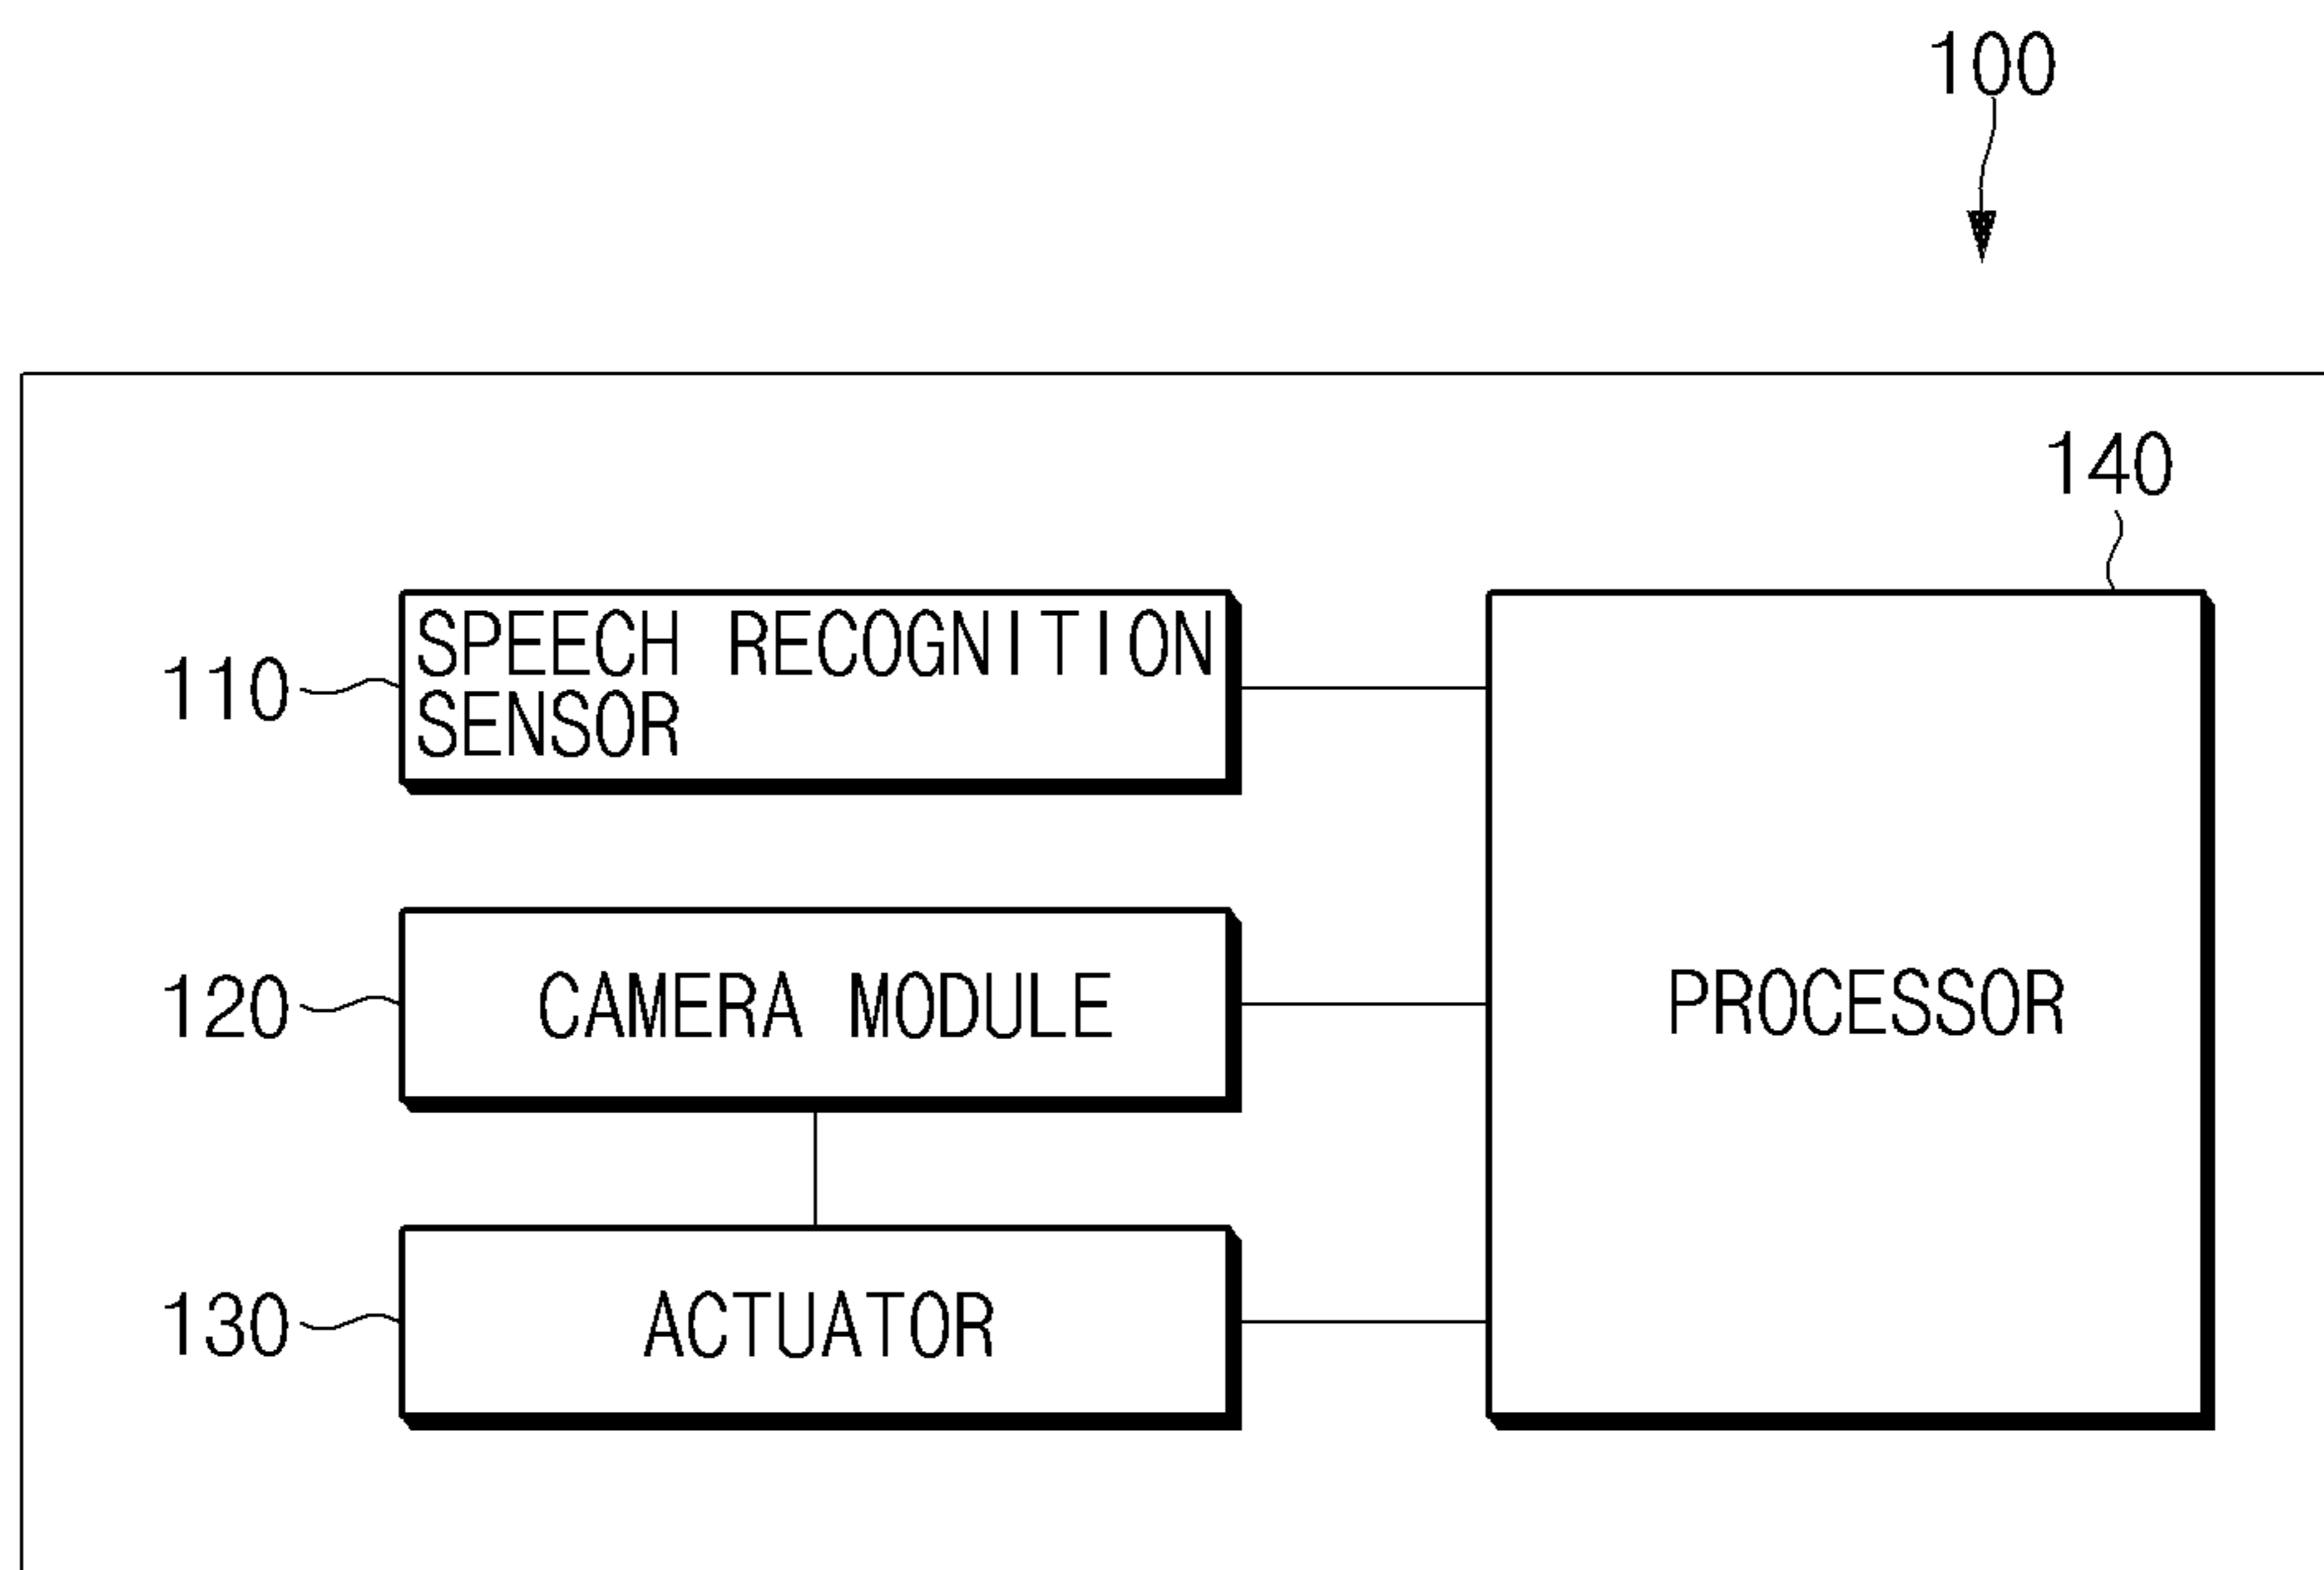 100
140
110
SPEECH RECOGNITION
SENSOR
120
CAMERA MODULE
PROCESSOR
130
ACTUATOR